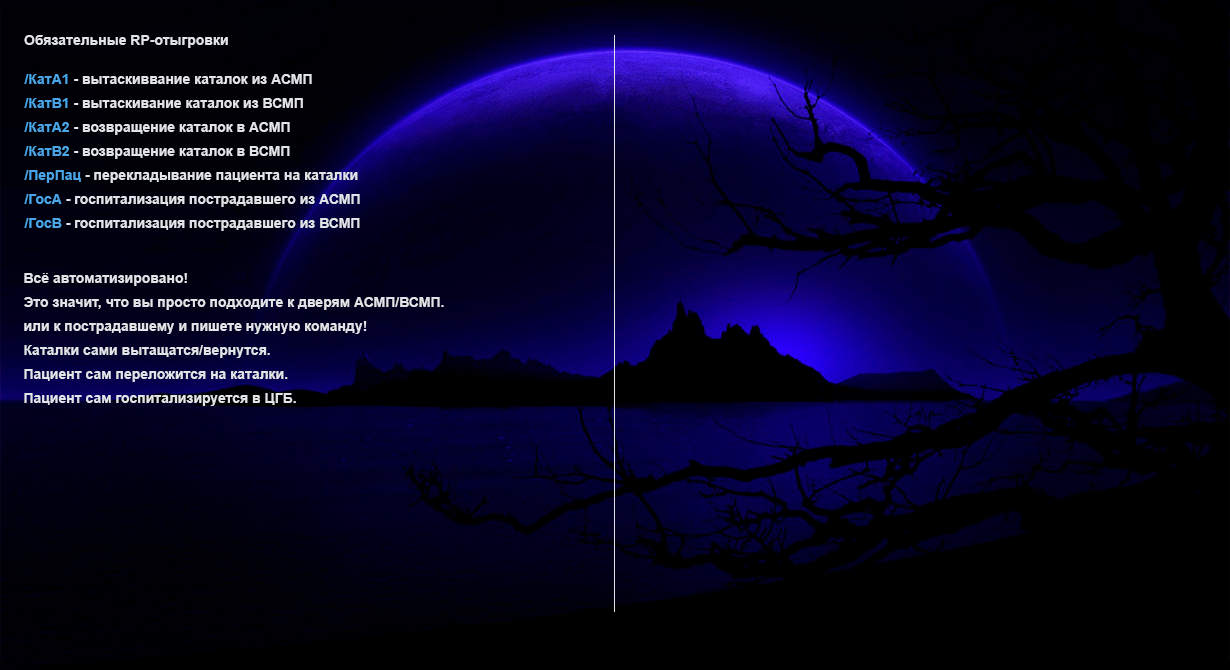 Обязательные RP-отыгровки
/КатА1 - вытаскиввание каталок из АСМП
/КатВ1 - вытаскивание каталок из ВСМП
/КатА2 - возвращение каталок в АСМП
/КатВ2 - возвращение каталок в ВСМП
/ПерПац - перекладывание пациента на каталки
/ГосА - госпитализация пострадавшего из АСМП
/ГосВ - госпитализация пострадавшего из ВСМП
Всё автоматизировано!
Это значит, что вы просто подходите к дверям АСМП/ВСМП.
или к пострадавшему и пишете нужную команду!
Каталки сами вытащатся/вернутся.
Пациент сам переложится на каталки.
Пациент сам госпитализируется в ЦГБ.